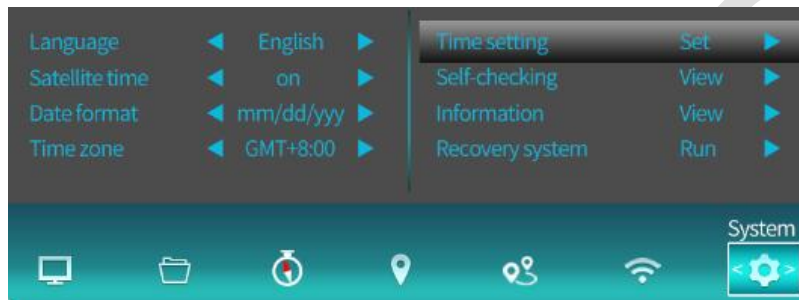 Language English
Satellite time on
Date format mm/dd/yyy
Time zone GMT+8:00
Time setting Set
Self-checking View
Information View
Recovery system Run
System